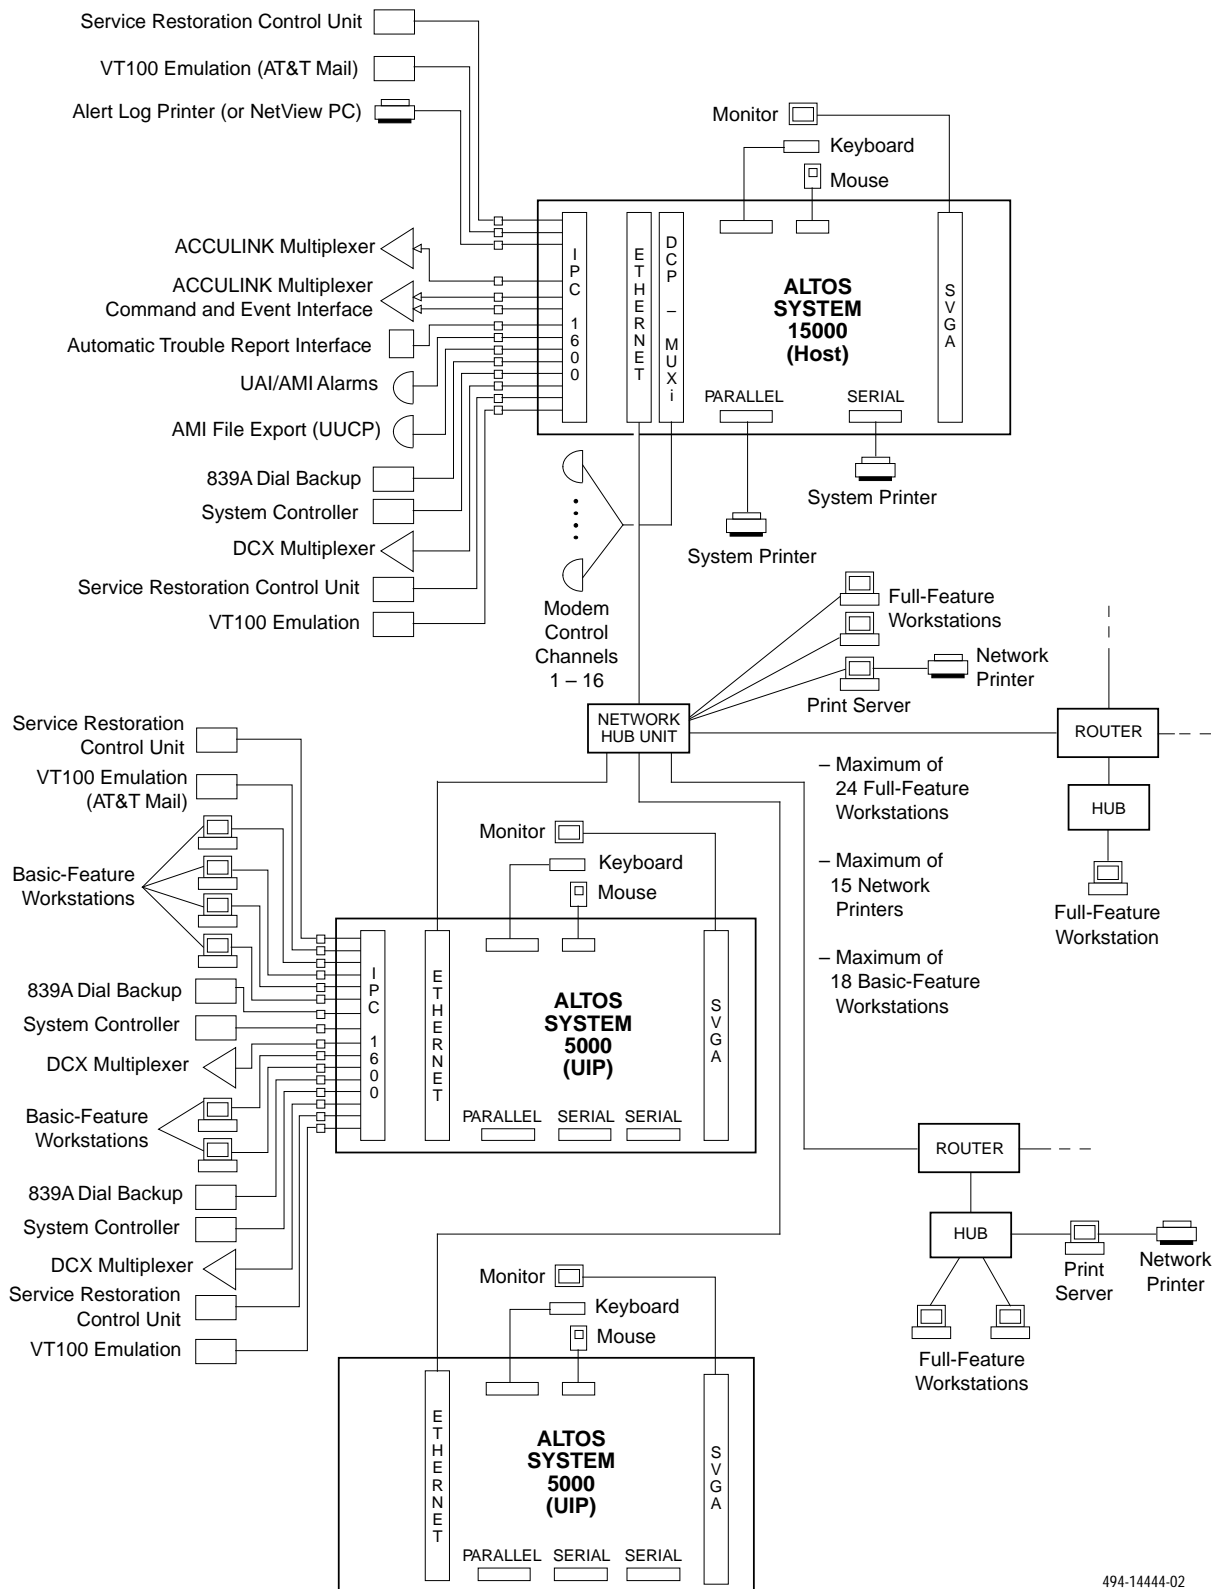 Service Restoration Control Unit
VT100 Emulation (AT&T Mail)
Alert Log Printer (or NetView PC)
Monitor
Keyboard
Mouse
ACCULINK Multiplexer
ACCULINK Multiplexer
Command and Event Interface
Automatic Trouble Report Interface
UAI/AMI Alarms
AMI File Export (UUCP)
839A Dial Backup
System Controller
DCX Multiplexer
Service Restoration Control Unit
VT100 Emulation
IPC 1600
ETHERNET
DCP – MUXi
ALTOS
SYSTEM
15000
(Host)
SVGA
PARALLEL
SERIAL
System Printer
System Printer
Modem
Control
Channels
1 – 16
Full-Feature
Workstations
Network
Printer
Print Server
NETWORK
HUB UNIT
ROUTER
HUB
Full-Feature
Workstation
– Maximum of
24 Full-Feature
Workstations
– Maximum of
15 Network
Printers
– Maximum of
18 Basic-Feature
Workstations
Service Restoration
Control Unit
VT100 Emulation
(AT&T Mail)
Basic-Feature
Workstations
839A Dial Backup
System Controller
DCX Multiplexer
Basic-Feature
Workstations
839A Dial Backup
System Controller
DCX Multiplexer
Service Restoration
Control Unit
VT100 Emulation
Monitor
Keyboard
Mouse
IPC 1600
ETHERNET
ALTOS
SYSTEM
5000
(UIP)
SVGA
PARALLEL
SERIAL
SERIAL
ROUTER
HUB
Print
Server
Network
Printer
Full-Feature
Workstations
Monitor
Keyboard
Mouse
ETHERNET
ALTOS
SYSTEM
5000
(UIP)
SVGA
PARALLEL
SERIAL
SERIAL
494-14444-02